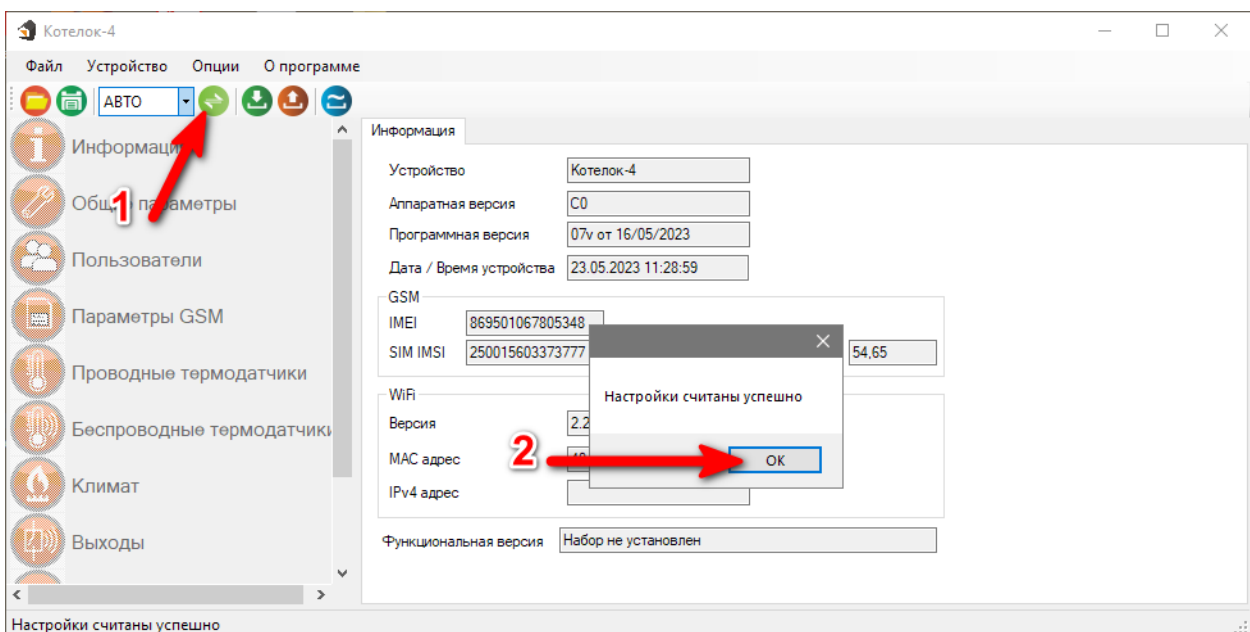 Котелок-4
Файл Устройство Опции О программе
АВТО
Информация
Устройство Котелок-4
Аппаратная версия C0
Программная версия 07v от 16/05/2023
Дата / Время устройства 23.05.2023 11:28:59
GSM
IMEI 869501067805348
SIM IMSI 250015603373777 54,65
WiFi
Версия 2.2
MAC адрес
IPv4 адрес
Функциональная версия Набор не установлен
Общие параметры
Пользователи
Параметры GSM
Проводные термодатчики
Беспроводные термодатчики
Климат
Выходы
Настройки считаны успешно
OK
1
2
Настройки считаны успешно